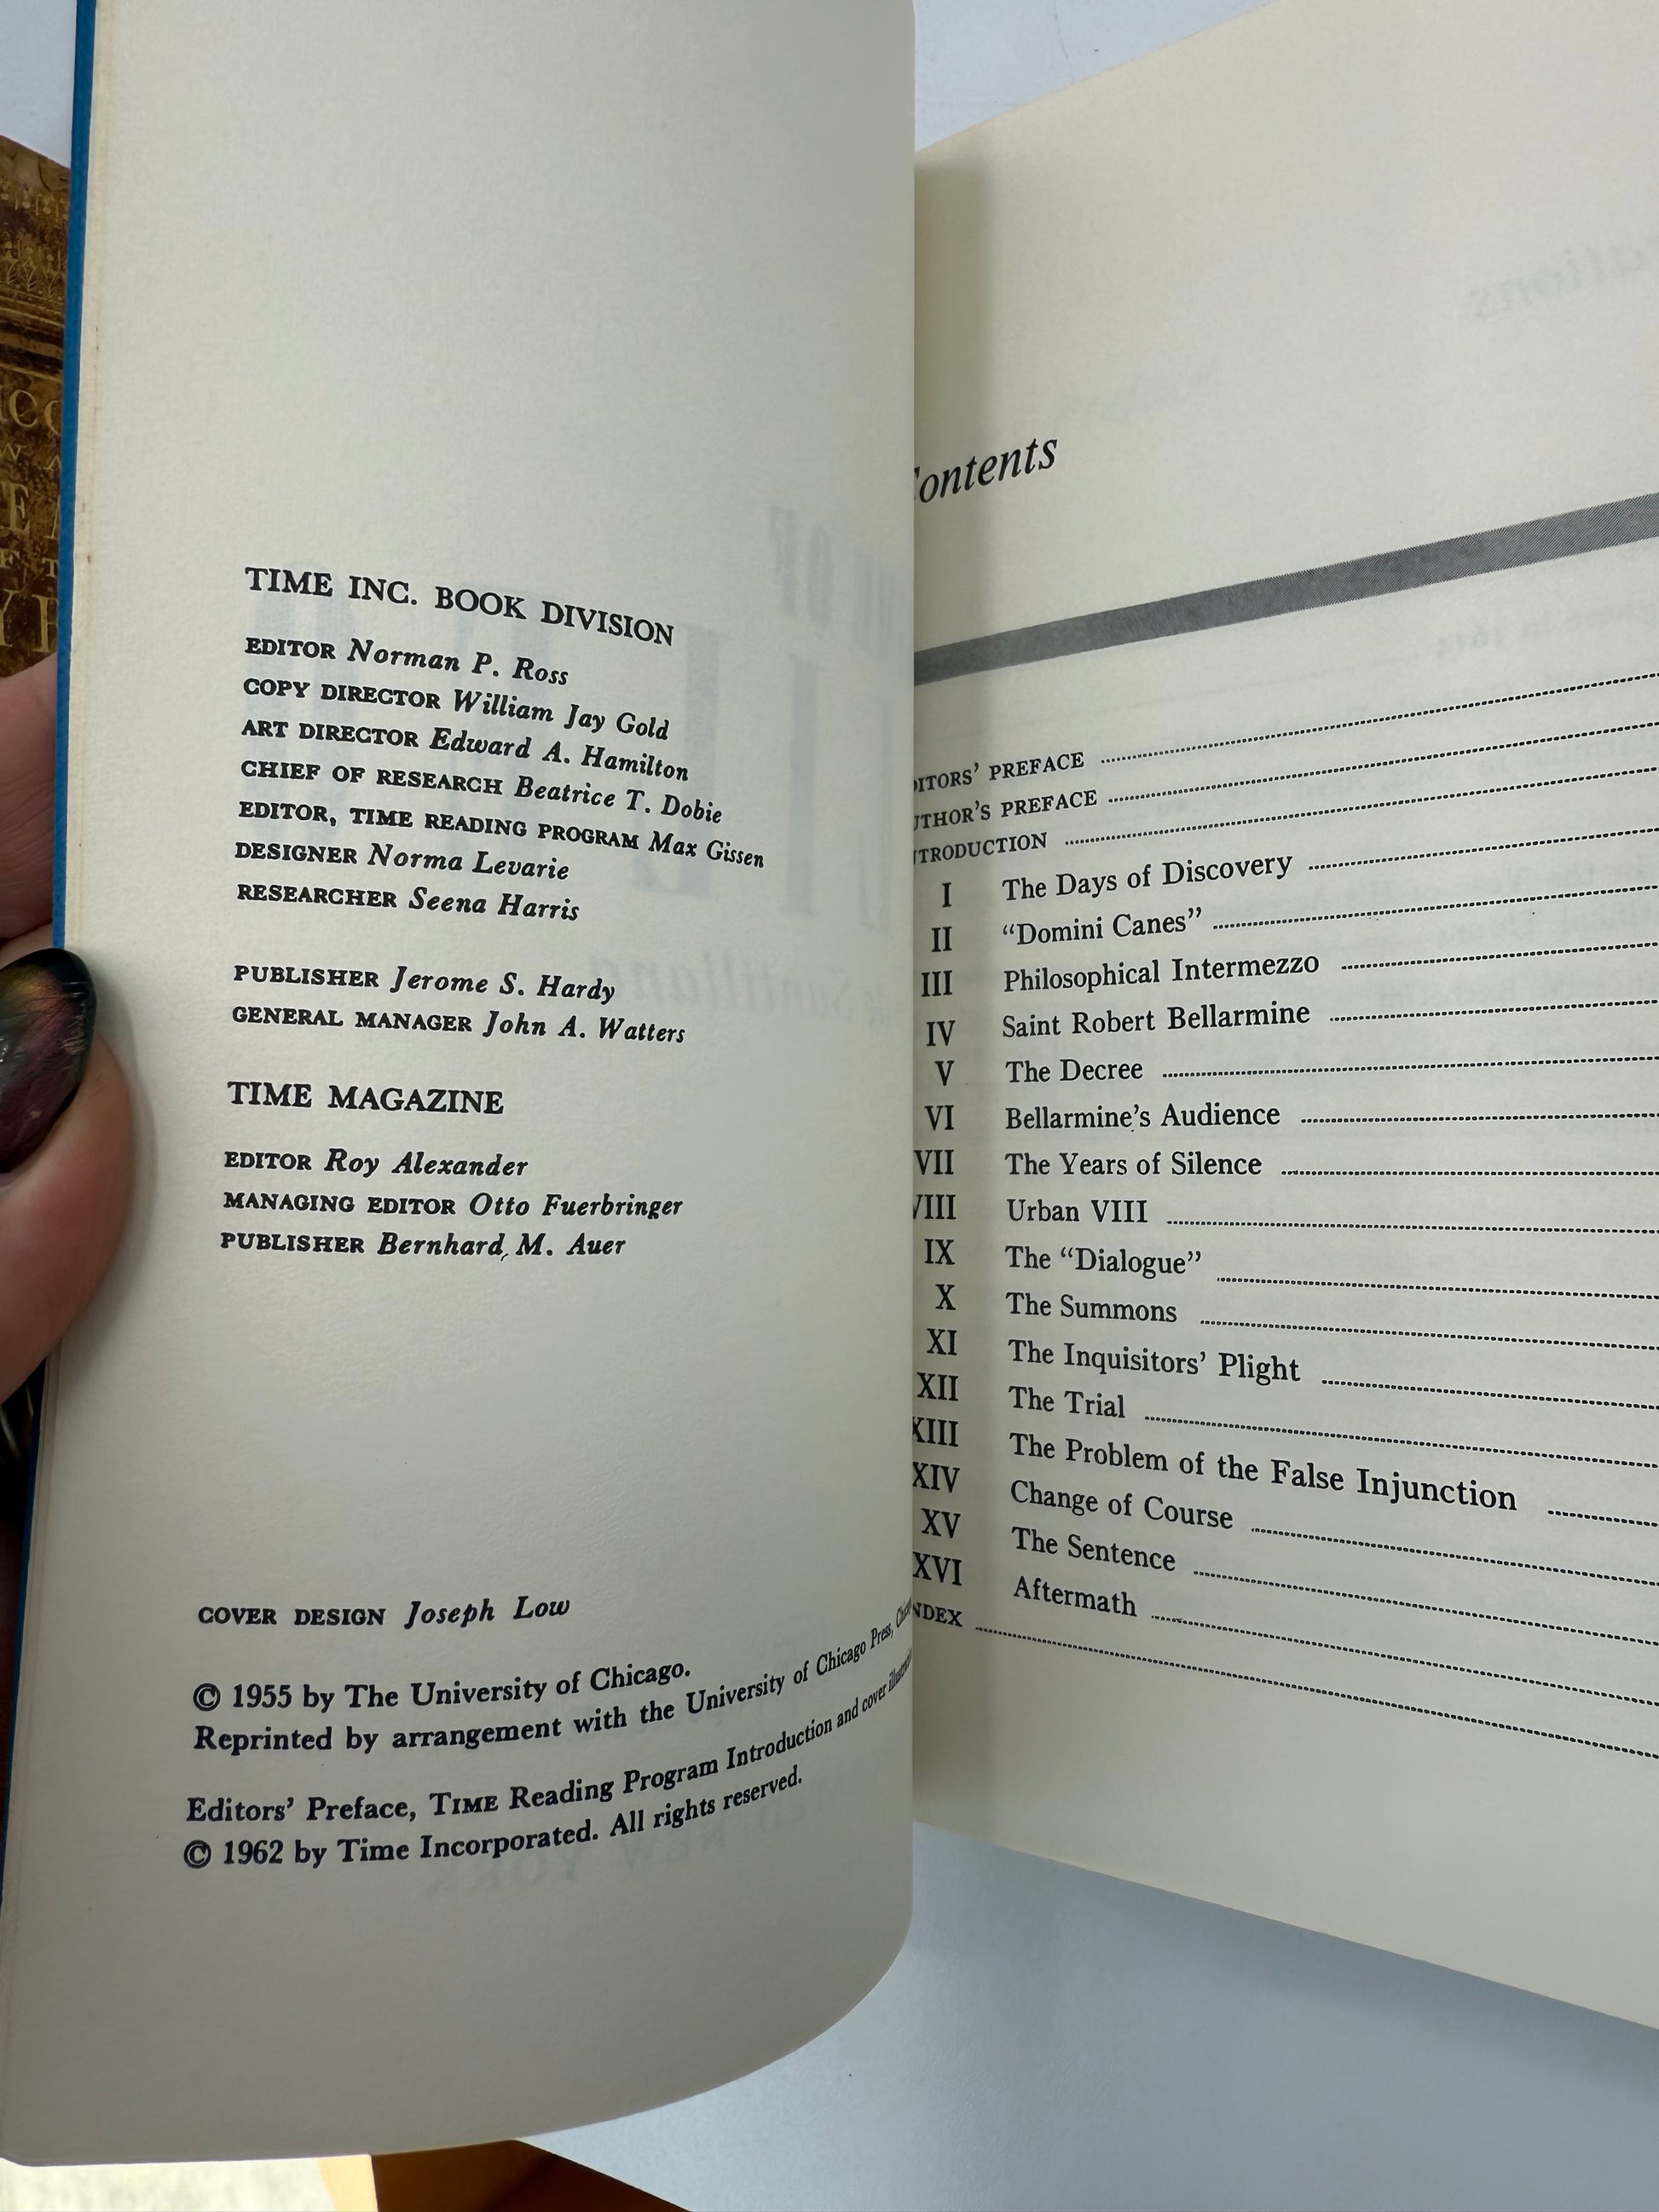 TIME INC. BOOK DIVISION
EDITOR Norman P. Ross
COPY DIRECTOR William Jay Gold
ART DIRECTOR Edward A. Hamilton
CHIEF OF RESEARCH Beatrice T. Dobie
EDITOR, TIME READING PROGRAM Max Gissen
DESIGNER Norma Levarie
RESEARCHER Seena Harris
PUBLISHER Jerome S. Hardy
GENERAL MANAGER John A. Watters
TIME MAGAZINE
EDITOR Roy Alexander
MANAGING EDITOR Otto Fuerbringer
PUBLISHER Bernhard M. Auer
COVER DESIGN Joseph Low
© 1955 by The University of Chicago.
Reprinted by arrangement with the University of Chicago Press,
Editors' Preface, TIME Reading Program Introduction and cover
© 1962 by Time Incorporated. All rights reserved.
ontents
ITORS' PREFACE
THOR'S PREFACE
TRODUCTION
I The Days of Discovery
II “Domini Canes”
III Philosophical Intermezzo
IV Saint Robert Bellarmine
V The Decree
VI Bellarmine's Audience
VII The Years of Silence
VIII Urban VIII
IX The “Dialogue”
X The Summons
XI The Inquisitors' Plight
XII The Trial
XIII The Problem of the False Injunction
XIV Change of Course
XV The Sentence
XVI Aftermath
NDEX